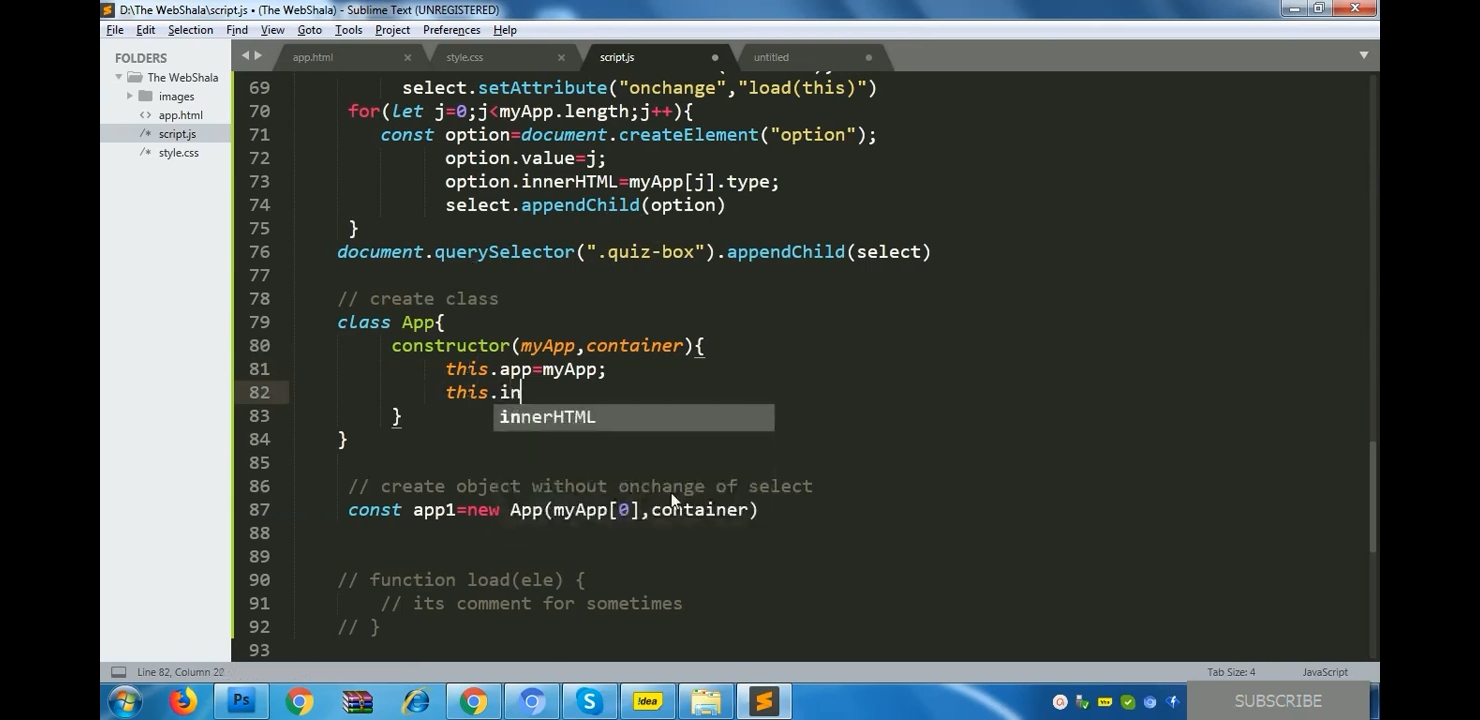 D:\The WebShala\script.js • (The WebShala) - Sublime Text (UNREGISTERED)
File Edit Selection Find View Goto Tools Project Preferences Help
FOLDERS
The WebShala
images
app.html
script.js
style.css
app.html style.css script.js untitled
69 select.setAttribute("onchange","load(this)")
70 for(let j=0;j<myApp.length;j++){
71 const option=document.createElement("option");
72 option.value=j;
73 option.innerHTML=myApp[j].type;
74 select.appendChild(option)
75 }
76 document.querySelector(".quiz-box").appendChild(select)
77
78 // create class
79 class App{
80 constructor(myApp,container){
81 this.app=myApp;
82 this.in
innerHTML
83 }
84 }
85
86 // create object without onchange of select
87 const app1=new App(myApp[0],container)
88
89
90 // function load(ele) {
91 // its comment for sometimes
92 // }
93
Line 82, Column 22 Tab Size: 4 JavaScript
Ps !dea SUBSCRIBE